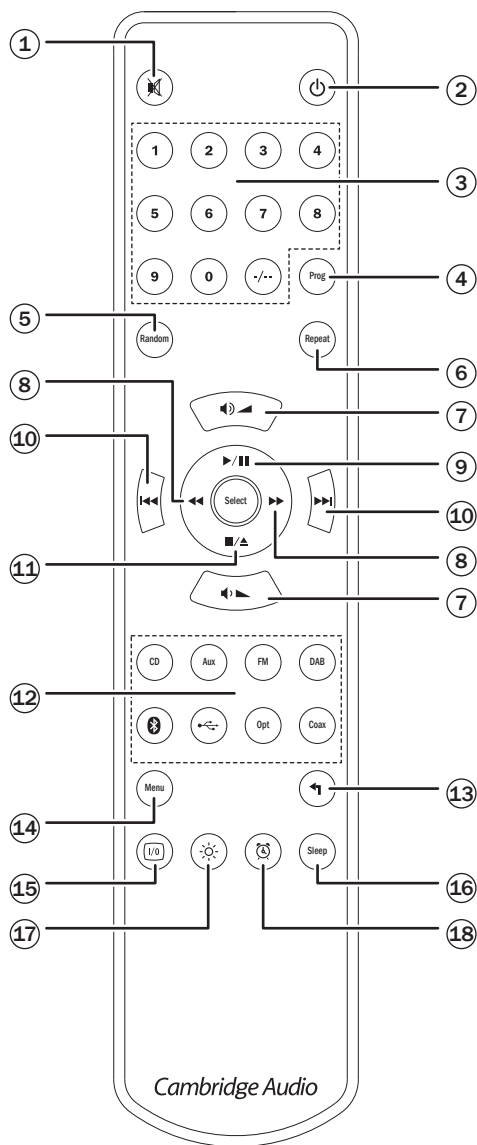 1
2
1 2 3 4
3
5 6 7 8
9 0 -/-- Prog
4
5
Random Repeat
6
8
7
10
9
Select
10
8
11
7
CD Aux FM DAB
12
Opt Coax
13
Menu
14
I/0 Sleep
15
16
17
18
Cambridge Audio